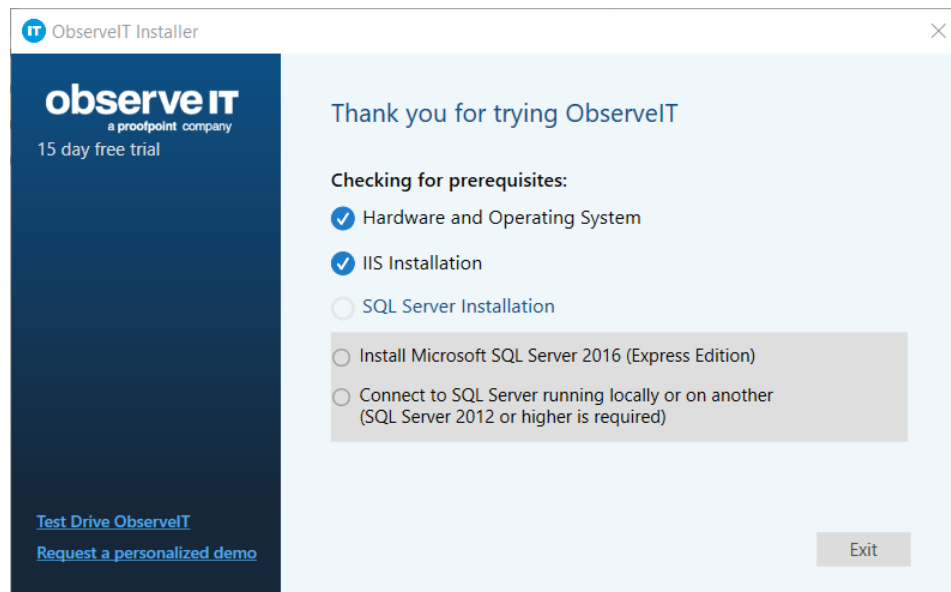 IT ObserveIT Installer
observe IT
a proofpoint company
15 day free trial
Thank you for trying ObserveIT
Checking for prerequisites:
Hardware and Operating System
IIS Installation
SQL Server Installation
Install Microsoft SQL Server 2016 (Express Edition)
Connect to SQL Server running locally or on another
(SQL Server 2012 or higher is required)
Test Drive ObserveIT
Request a personalized demo
Exit